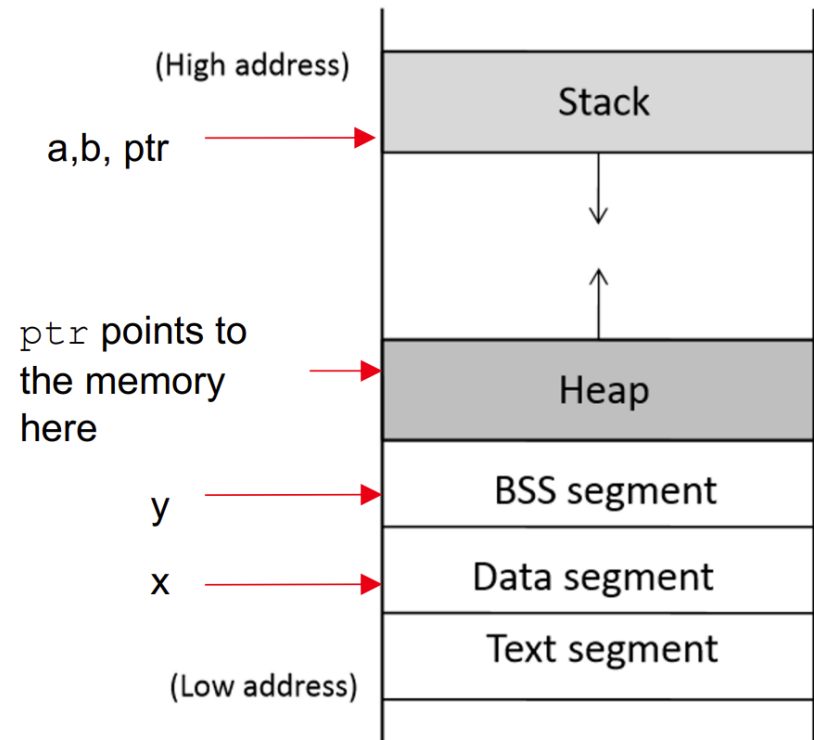 (High address)
Stack
a,b, ptr
ptr points to
the memory
here
Heap
y
BSS segment
x
Data segment
Text segment
(Low address)